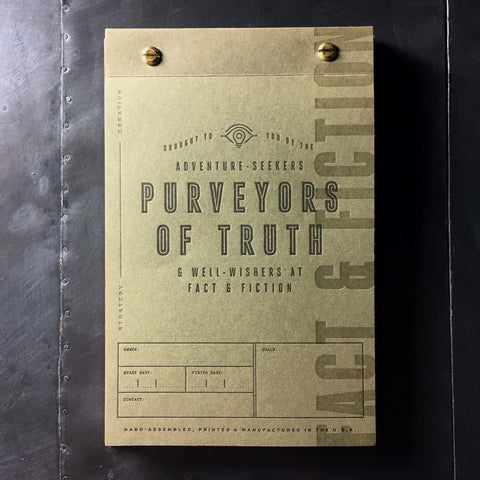 BROUGHT TO YOU BY THE
ADVENTURE-SEEKERS
PURVEYORS
OF TRUTH
& WELL-WISHERS AT
FACT & FICTION
CREATIVE
STRATEGY
FACT & FICTION
OWNER:
GOALS:
START DATE:
FINISH DATE:
CONTACT:
HAND-ASSEMBLED, PRINTED & MANUFACTURED IN THE U.S.A.